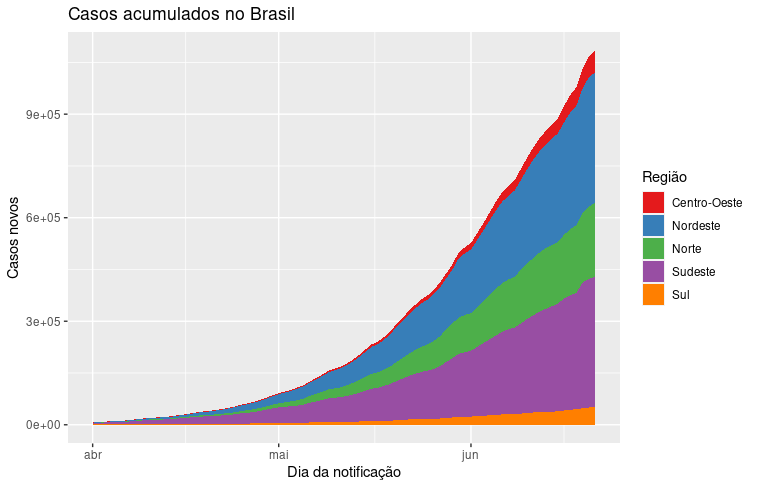 Casos acumulados no Brasil
Casos novos
9e+05
6e+05
3e+05
0e+00
abr
mai
jun
Dia da notificação
Região
Centro-Oeste
Nordeste
Norte
Sudeste
Sul